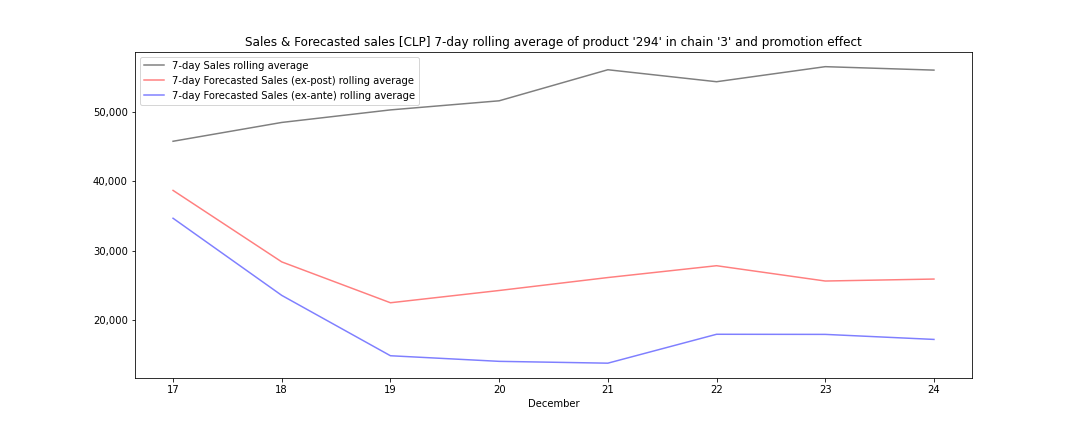 Sales & Forecasted sales [CLP] 7-day rolling average of product '294' in chain '3' and promotion effect
7-day Sales rolling average
7-day Forecasted Sales (ex-post) rolling average
7-day Forecasted Sales (ex-ante) rolling average
50,000
40,000
30,000
20,000
17 18 19 20 21 22 23 24
December